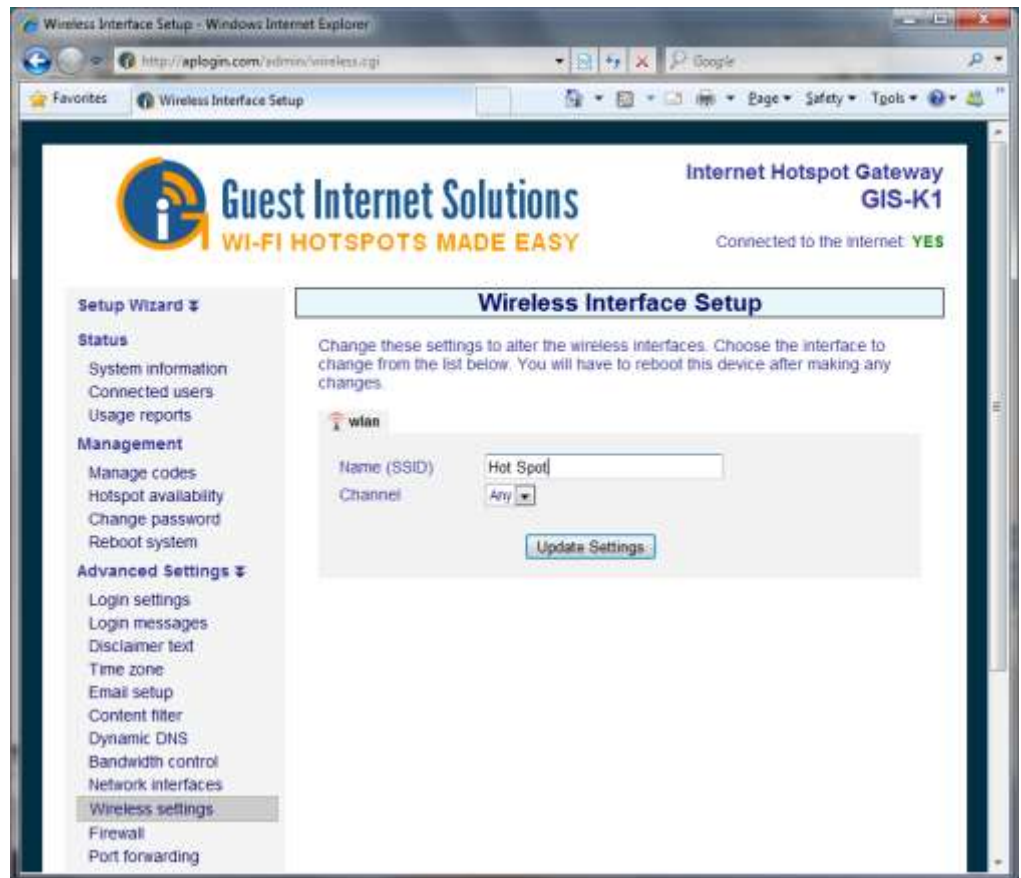 Wireless Interface Setup - Windows Internet Explorer
http://aplogin.com/admin/wireless.cgi
Google
Favorites
Wireless Interface Setup
Page
Safety
Tools
Guest Internet Solutions
WI-FI HOTSPOTS MADE EASY
Internet Hotspot Gateway
GIS-K1
Connected to the Internet: YES
Setup Wizard
Status
System information
Connected users
Usage reports
Management
Manage codes
Hotspot availability
Change password
Reboot system
Advanced Settings
Login settings
Login messages
Disclaimer text
Time zone
Email setup
Content filter
Dynamic DNS
Bandwidth control
Network interfaces
Wireless settings
Firewall
Port forwarding
Wireless Interface Setup
Change these settings to alter the wireless interfaces. Choose the interface to
change from the list below. You will have to reboot this device after making any
changes.
wlan
Name (SSID) Hot Spot
Channel Any
Update Settings